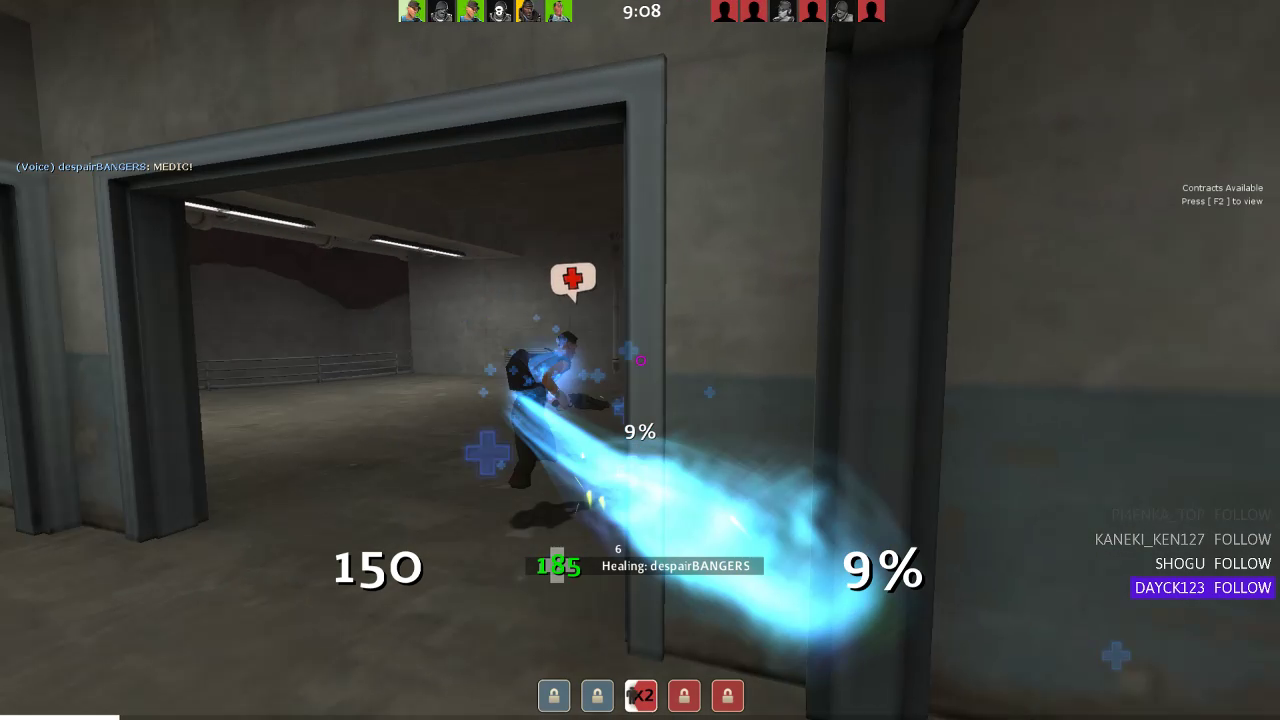 9:08
(Voice) despairBANGERS: MEDIC!
Contracts Available
Press [ F2 ] to view
9%
KANEKI_KEN127 FOLLOW
SHOGU FOLLOW
DAYCK123 FOLLOW
6
150
185
Healing: despairBANGERS
9%
X2